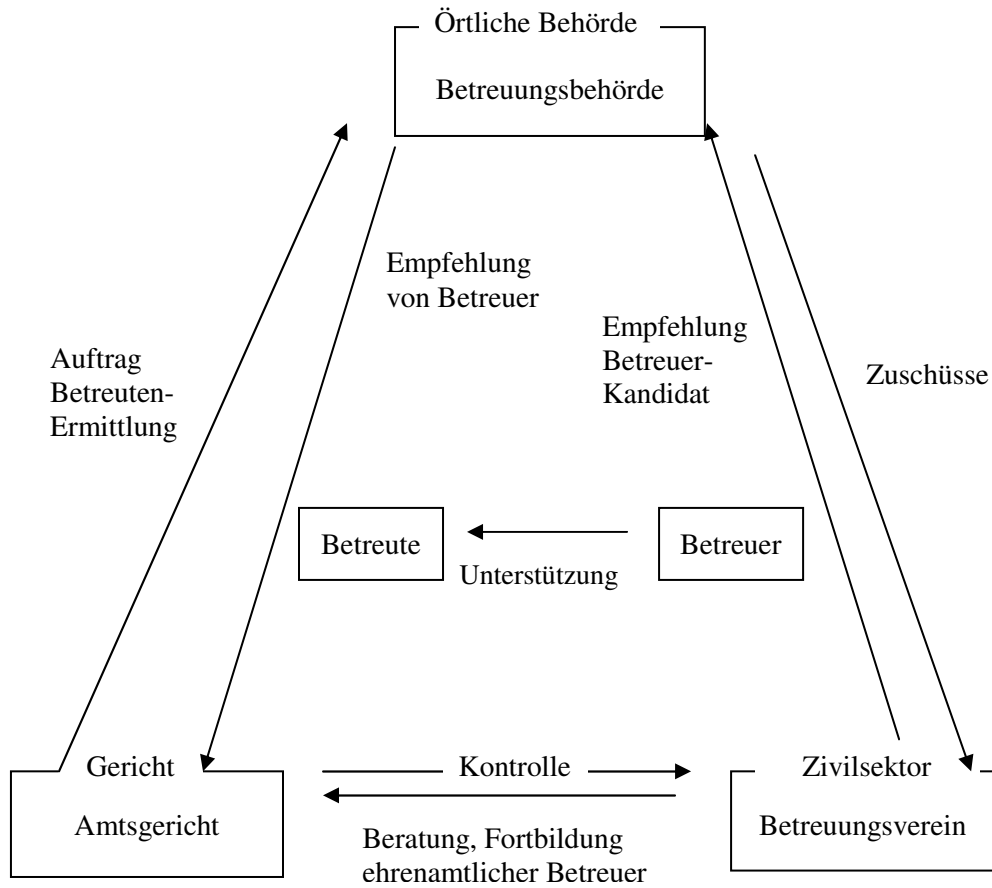 Örtliche Behörde
Betreuungsbehörde
Empfehlung
von Betreuer
Empfehlung
Betreuer-
Kandidat
Auftrag
Betreuten-
Ermittlung
Zuschüsse
Betreute
Betreuer
Unterstützung
Gericht
Amtsgericht
Kontrolle
Zivilsektor
Betreuungsverein
Beratung, Fortbildung
ehrenamtlicher Betreuer